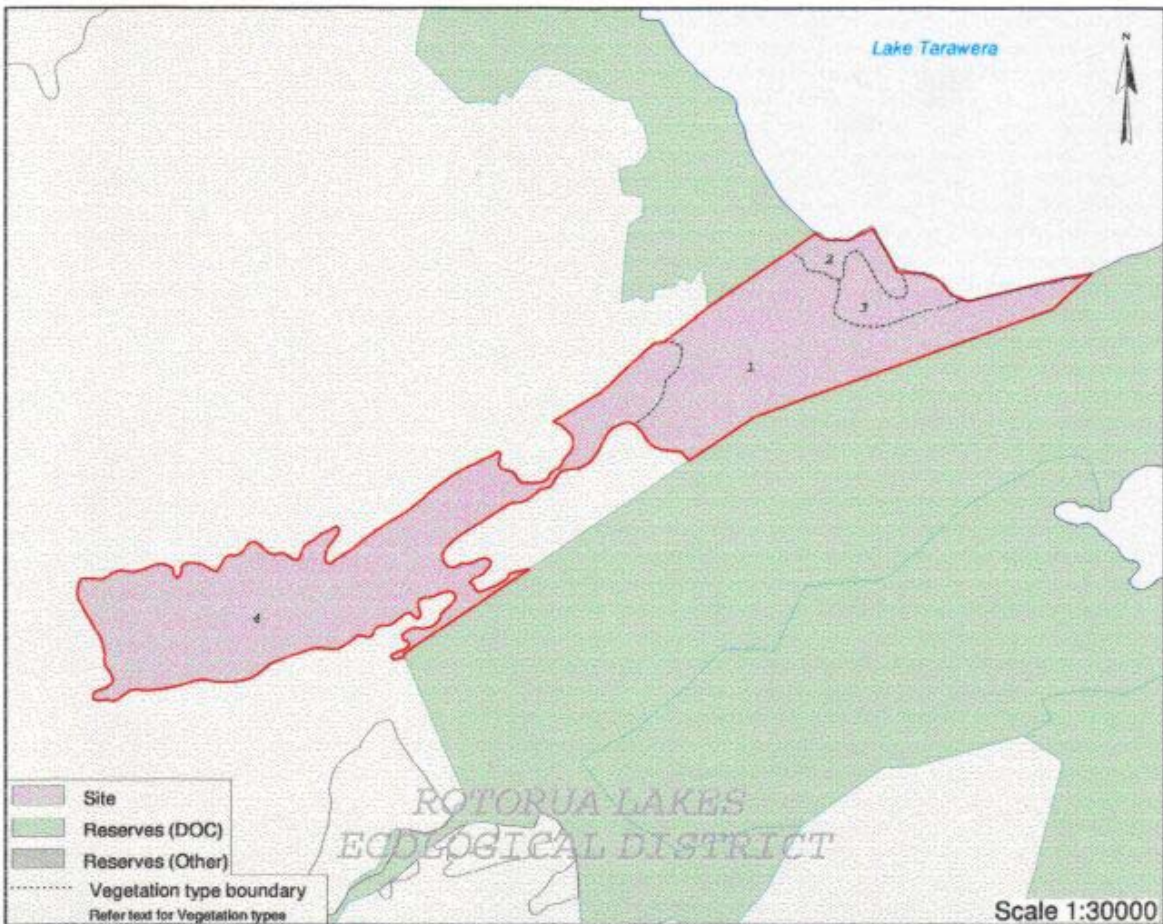 Lake Tarawera
N
2
3
1
4
ROTORUA LAKES
ECOLOGICAL DISTRICT
Site
Reserves (DOC)
Reserves (Other)
Vegetation type boundary
Refer text for Vegetation types
Scale 1:30000